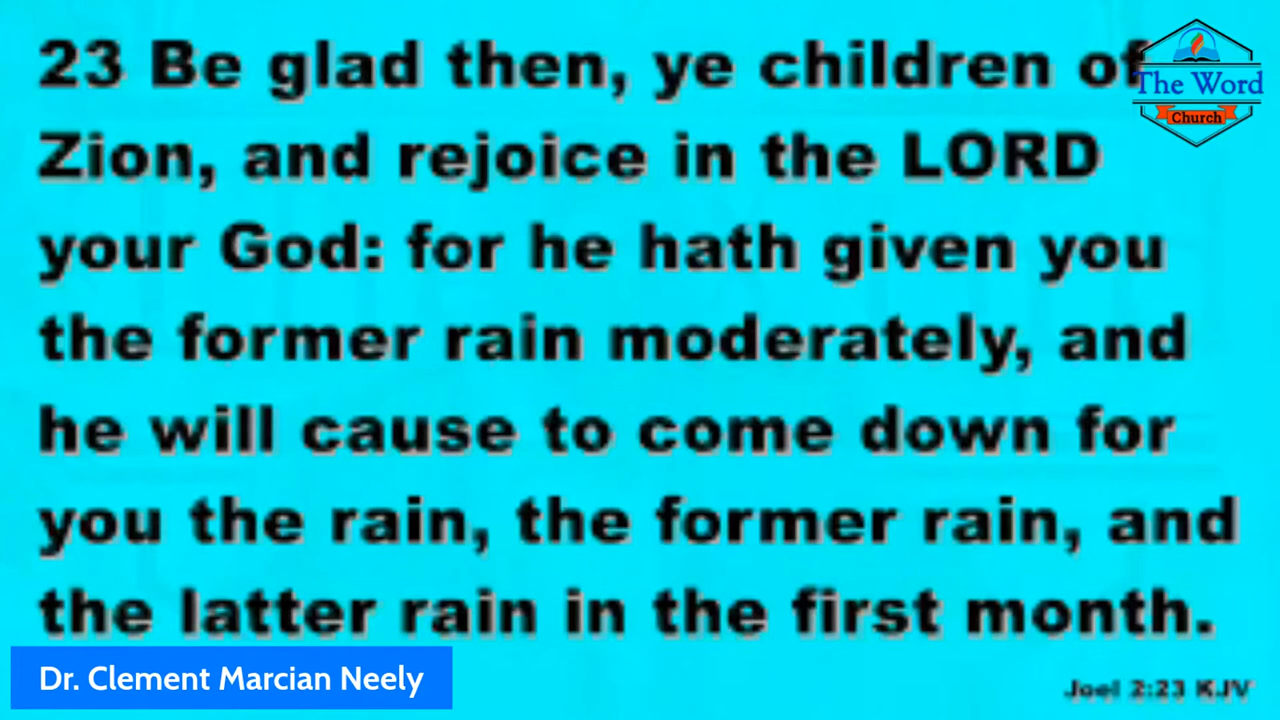 23 Be glad then, ye children of
Zion, and rejoice in the LORD
your God: for he hath given you
the former rain moderately, and
he will cause to come down for
you the rain, the former rain, and
the latter rain in the first month.
Joel 2:23 KJV
The Word
Church
Dr. Clement Marcian Neely